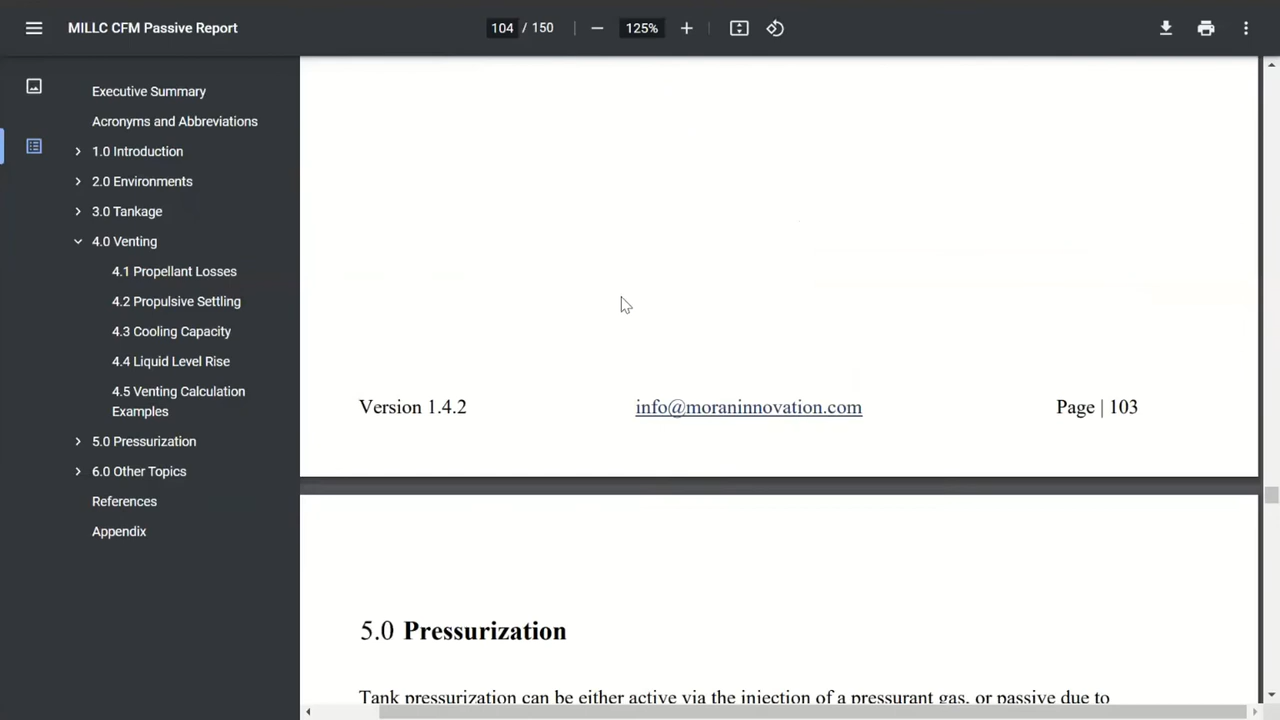 MILLC CFM Passive Report
104 / 150
125%
Executive Summary
Acronyms and Abbreviations
1.0 Introduction
2.0 Environments
3.0 Tankage
4.0 Venting
4.1 Propellant Losses
4.2 Propulsive Settling
4.3 Cooling Capacity
4.4 Liquid Level Rise
4.5 Venting Calculation
Examples
5.0 Pressurization
6.0 Other Topics
References
Appendix
Version 1.4.2
info@moraninnovation.com
Page | 103
5.0 Pressurization
Tank pressurization can be either active via the injection of a pressurant gas, or passive due to